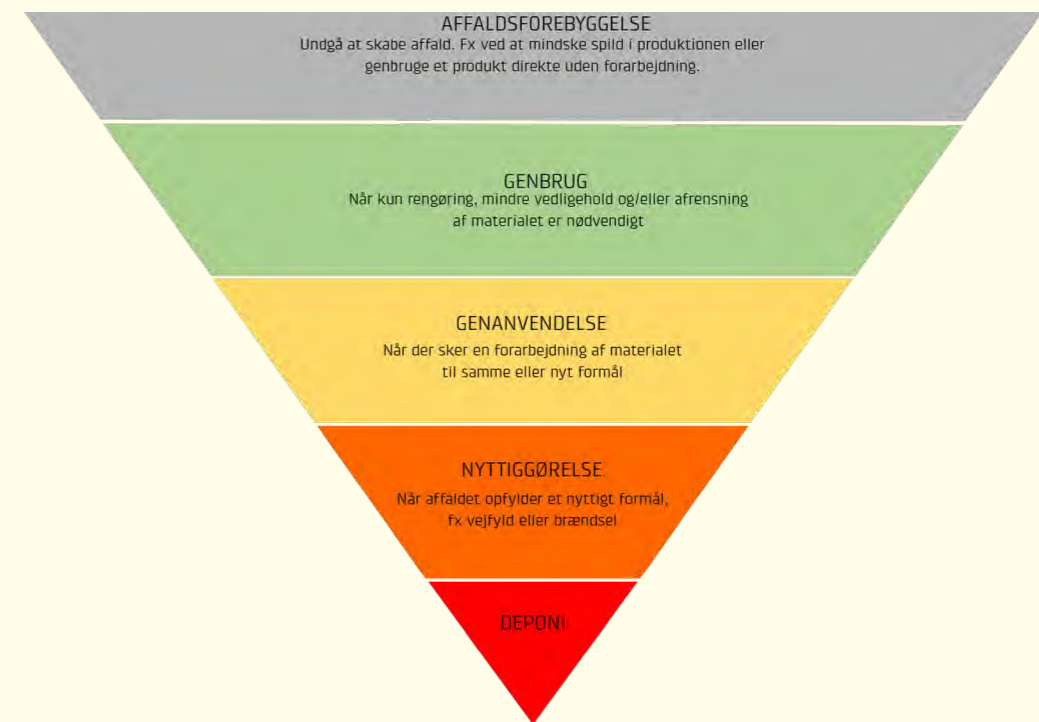 AFFALDSFOREBYGGELSE
Undgå at skabe affald. Fx ved at mindske spild i produktionen eller
genbruge et produkt direkte uden forarbejdning.
GENBRUG
Når kun rengøring, mindre vedligehold og/eller afrensning
af materialet er nødvendigt
GENANVENDELSE
Når der sker en forarbejdning af materialet
til samme eller nyt formål
NYTTIGGØRELSE
Når affaldet opfylder et nyttigt formål,
fx vejfyld eller brændsel
DEPONI